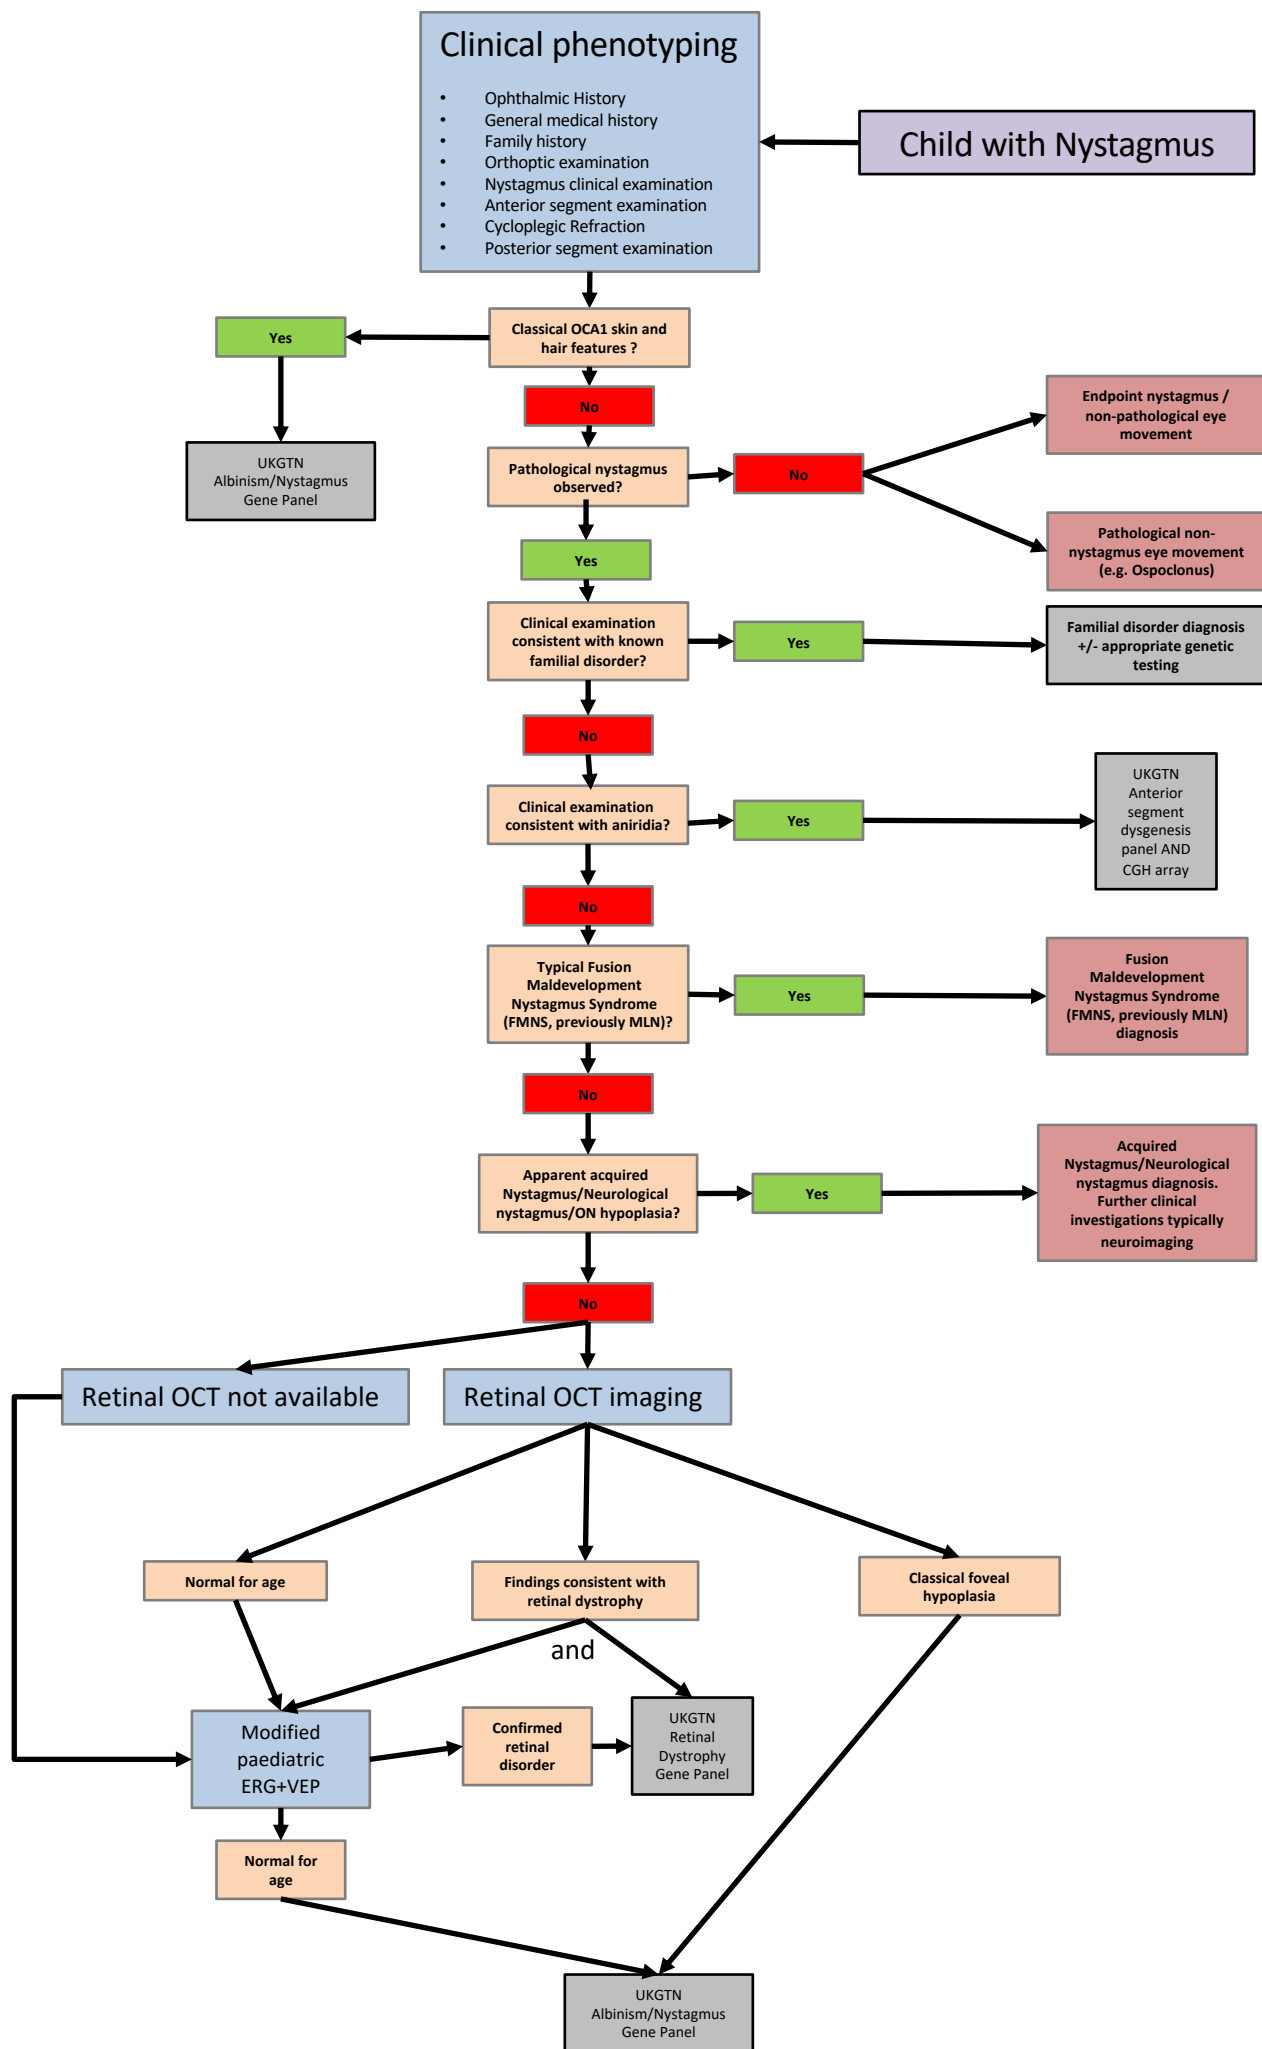 Clinical phenotyping
• Ophthalmic History
• General medical history
• Family history
• Orthoptic examination
• Nystagmus clinical examination
• Anterior segment examination
• Cycloplegic Refraction
• Posterior segment examination
Child with Nystagmus
Classical OCA1 skin and
hair features ?
Yes
UKGTN
Albinism/Nystagmus
Gene Panel
No
Pathological nystagmus
observed?
No
Endpoint nystagmus /
non-pathological eye
movement
Pathological non-
nystagmus eye movement
(e.g. Ospoclonus)
Yes
Clinical examination
consistent with known
familial disorder?
Yes
Familial disorder diagnosis
+/- appropriate genetic
testing
No
Clinical examination
consistent with aniridia?
Yes
UKGTN
Anterior
segment
dysgenesis
panel AND
CGH array
No
Typical Fusion
Maldevelopment
Nystagmus Syndrome
(FMNS, previously MLN)?
Yes
Fusion
Maldevelopment
Nystagmus Syndrome
(FMNS, previously MLN)
diagnosis
No
Apparent acquired
Nystagmus/Neurological
nystagmus/ON hypoplasia?
Yes
Acquired
Nystagmus/Neurological
nystagmus diagnosis.
Further clinical
investigations typically
neuroimaging
No
Retinal OCT not available
Retinal OCT imaging
Normal for age
Findings consistent with
retinal dystrophy
Classical foveal
hypoplasia
and
Modified
paediatric
ERG+VEP
Confirmed
retinal
disorder
UKGTN
Retinal
Dystrophy
Gene Panel
Normal for
age
UKGTN
Albinism/Nystagmus
Gene Panel